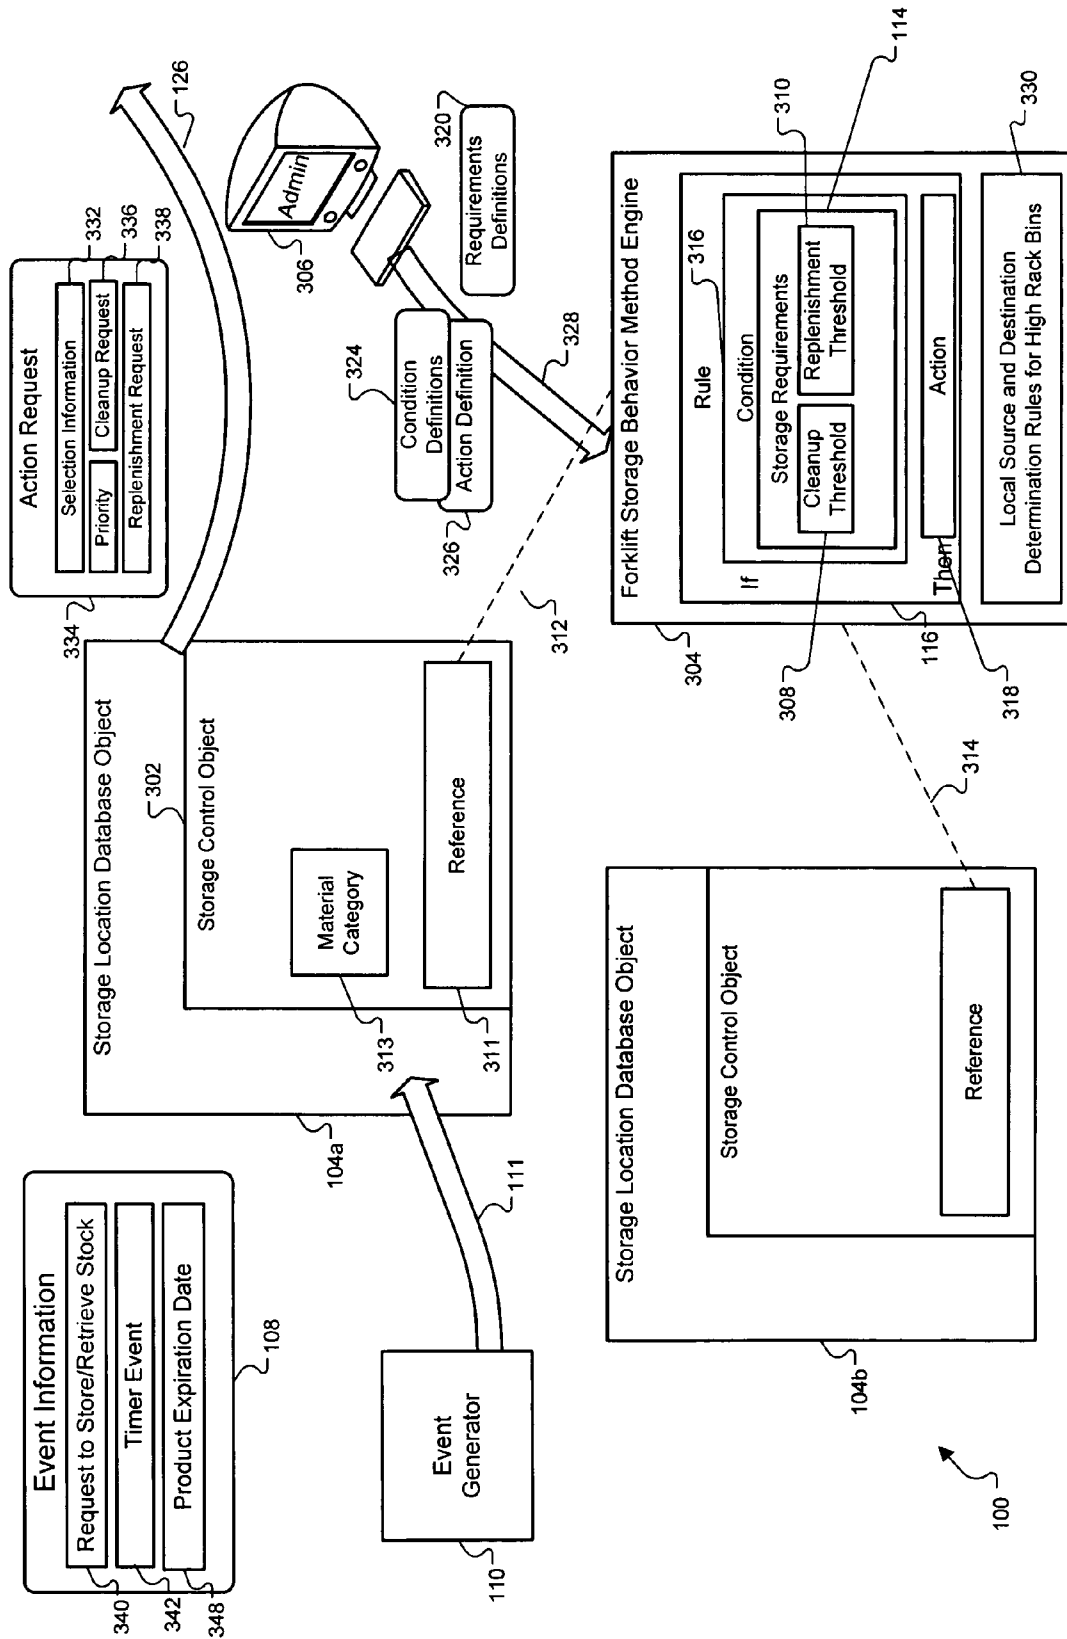 Event Information
Request to Store/Retrieve Stock
Timer Event
Product Expiration Date
340
342
348
108
Event
Generator
110
111
Storage Location Database Object
302
Storage Control Object
Material
Category
313
Reference
311
104a
Action Request
Selection Information
Priority
Cleanup Request
Replenishment Request
332
336
338
334
126
Admin
306
320
Requirements
Definitions
324
Condition
Definitions
Action Definition
326
328
312
Storage Location Database Object
Storage Control Object
Reference
104b
100
314
Forklift Storage Behavior Method Engine
Rule
316
Condition
Storage Requirements
Cleanup
Threshold
Replenishment
Threshold
310
114
If
Then
Action
Local Source and Destination
Determination Rules for High Rack Bins
330
304
116
308
318